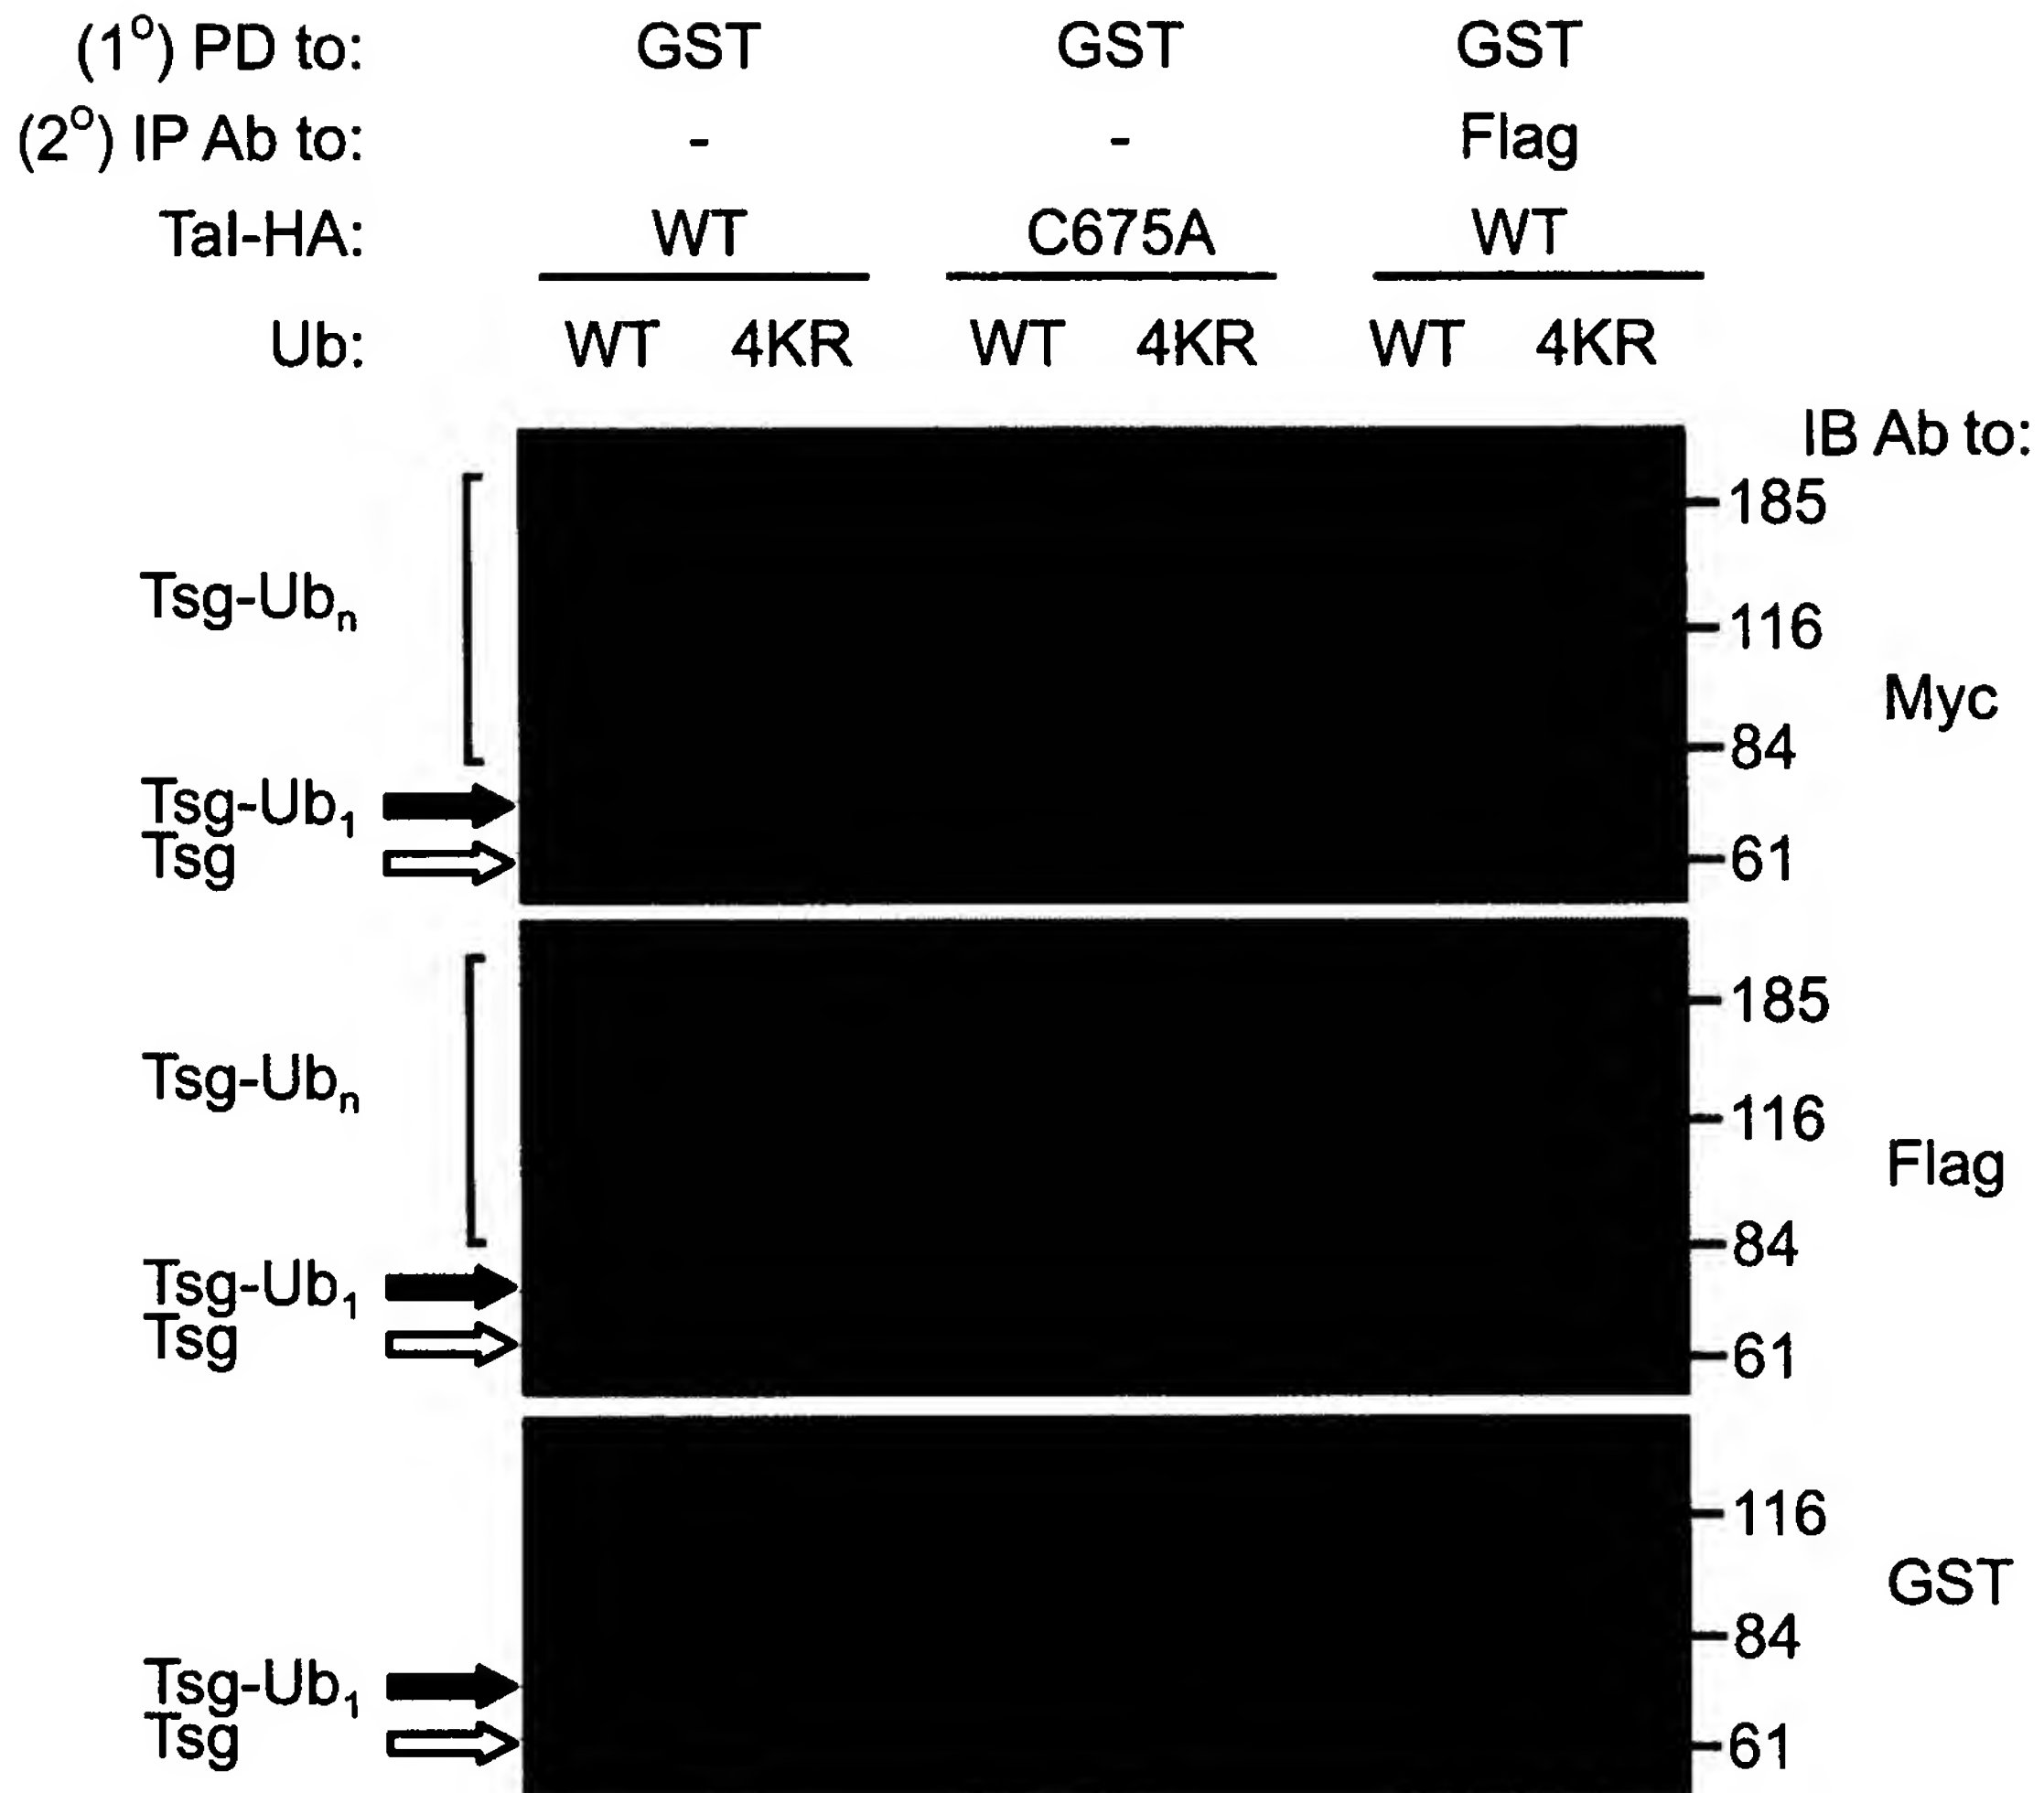 (1°) PD to: GST GST GST
(2°) IP Ab to: - - Flag
Tal-HA: WT C675A WT
Ub: WT 4KR WT 4KR WT 4KR
IB Ab to:
185
Tsg-Ubₙ
116
Myc
84
Tsg-Ub₁
Tsg
61
185
Tsg-Ubₙ
116
Flag
84
Tsg-Ub₁
Tsg
61
116
GST
84
Tsg-Ub₁
Tsg
61